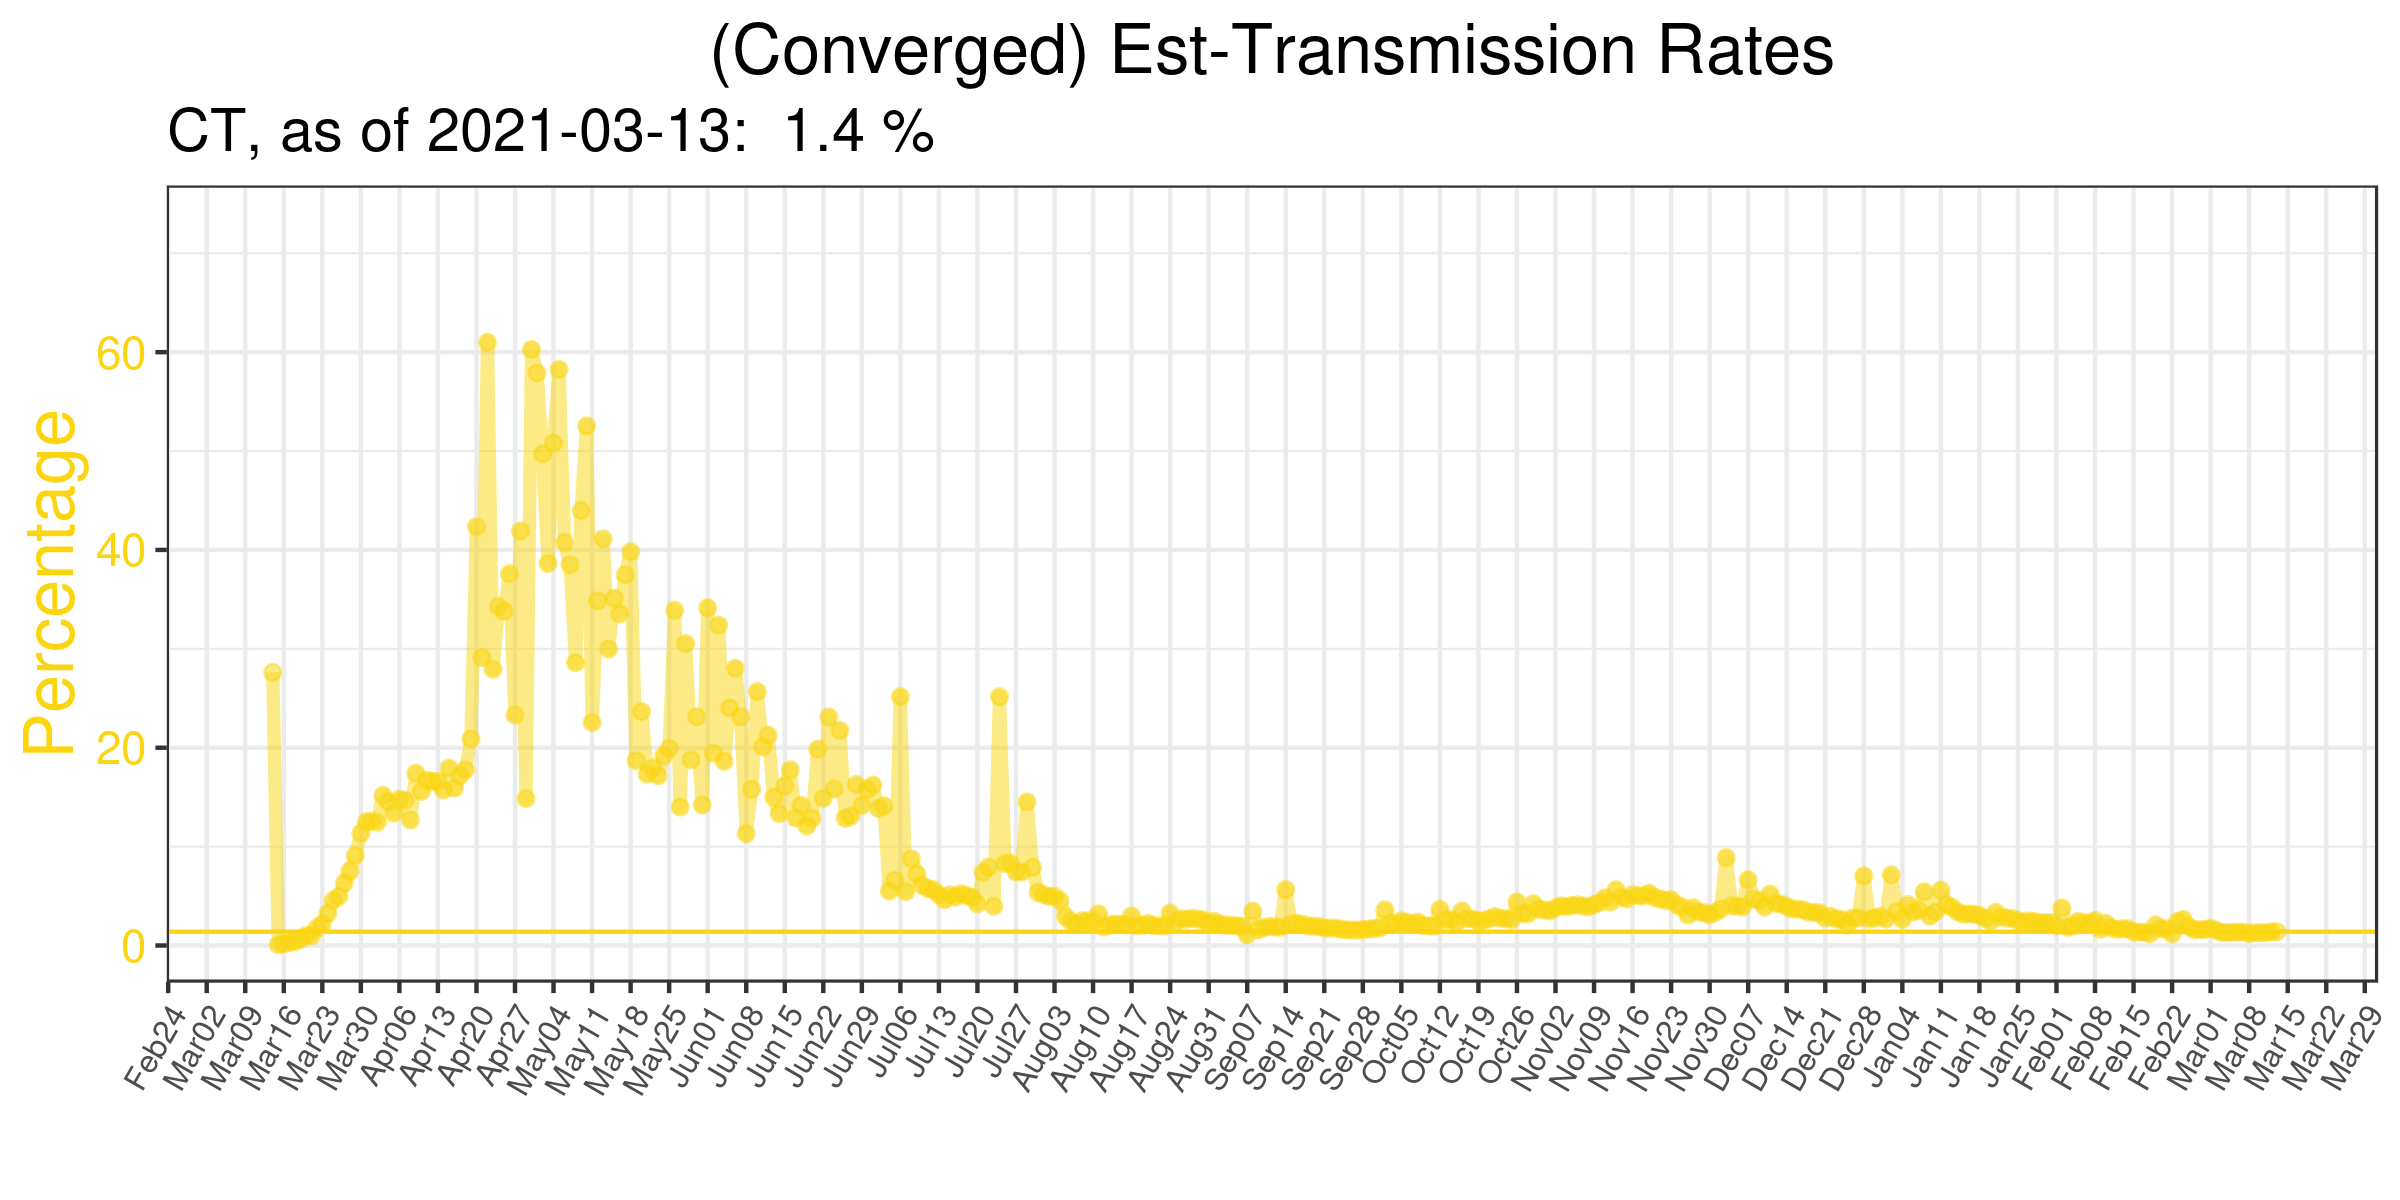 (Converged) Est-Transmission Rates
CT, as of 2021-03-13:  1.4 %
Percentage
60
40
20
0
Feb24
Mar02
Mar09
Mar16
Mar23
Mar30
Apr06
Apr13
Apr20
Apr27
May04
May11
May18
May25
Jun01
Jun08
Jun15
Jun22
Jun29
Jul06
Jul13
Jul20
Jul27
Aug03
Aug10
Aug17
Aug24
Aug31
Sep07
Sep14
Sep21
Sep28
Oct05
Oct12
Oct19
Oct26
Nov02
Nov09
Nov16
Nov23
Nov30
Dec07
Dec14
Dec21
Dec28
Jan04
Jan11
Jan18
Jan25
Feb01
Feb08
Feb15
Feb22
Mar01
Mar08
Mar15
Mar22
Mar29